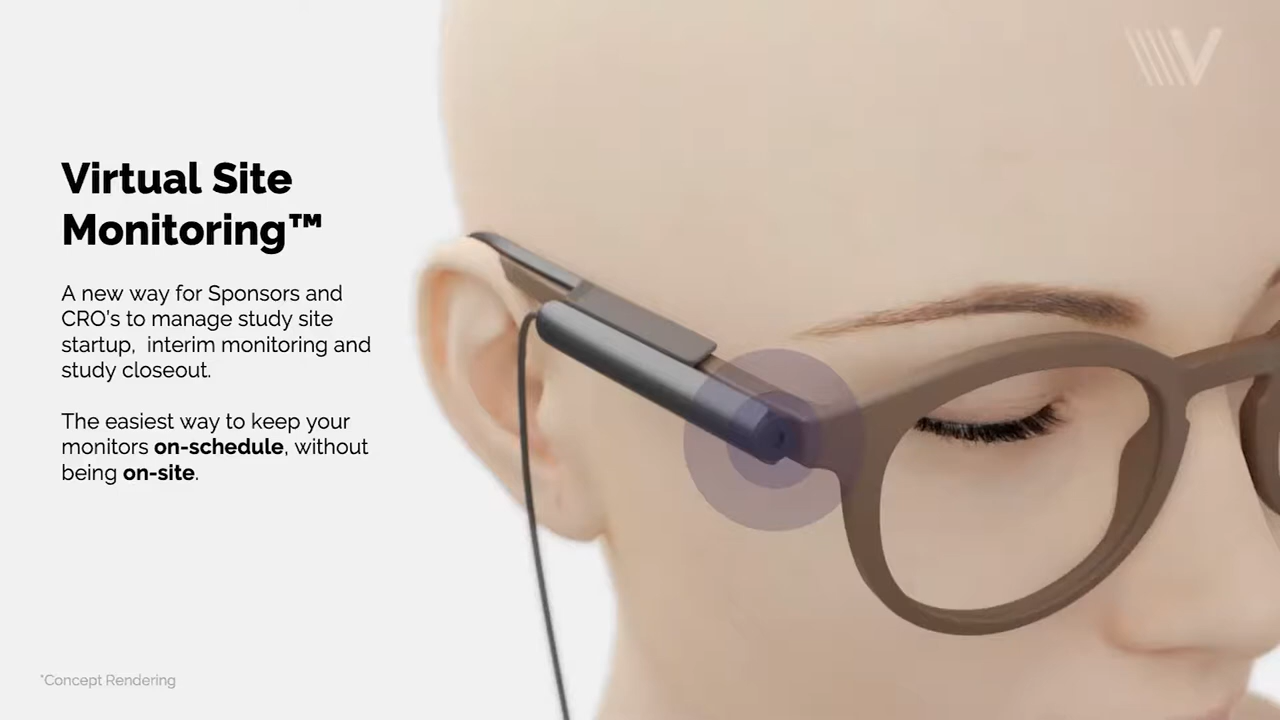 Virtual Site
Monitoring™
A new way for Sponsors and
CRO's to manage study site
startup,  interim monitoring and
study closeout.
The easiest way to keep your
monitors on-schedule, without
being on-site.
*Concept Rendering